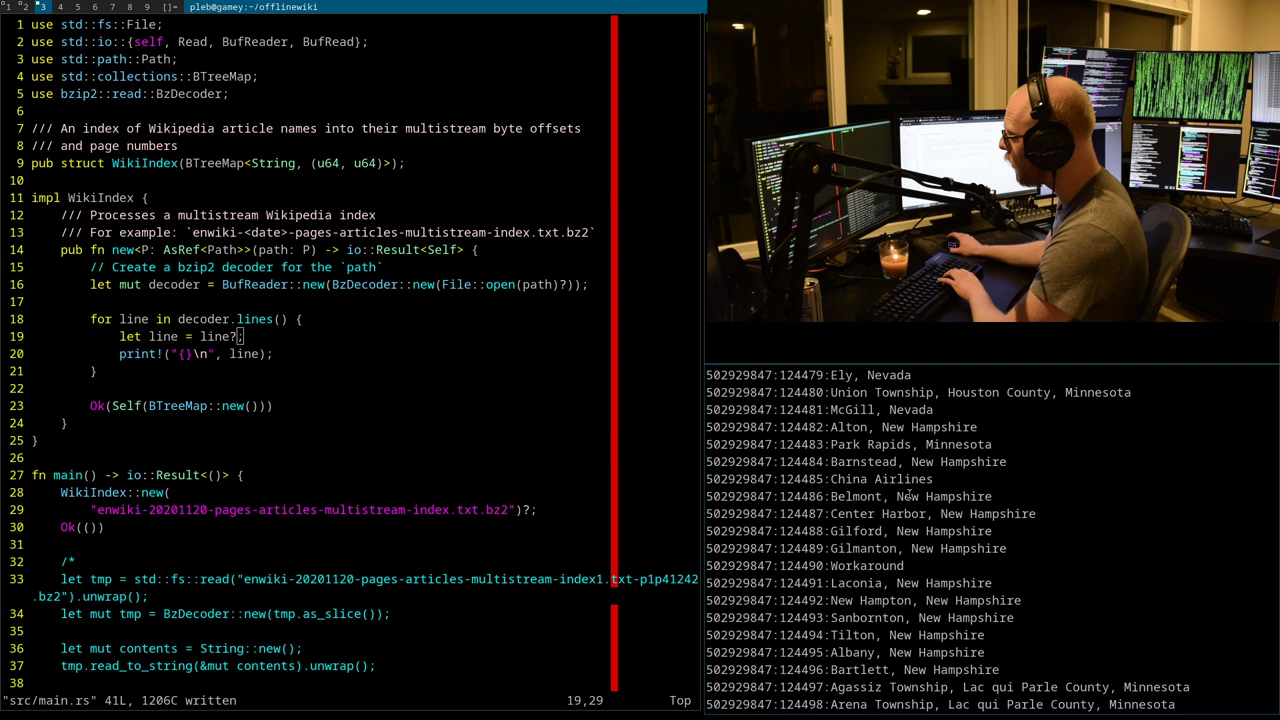 1 2 3 4 5 6 7 8 9 []= pleb@gamey:~/offlinewiki
1 use std::fs::File;
2 use std::io::{self, Read, BufReader, BufRead};
3 use std::path::Path;
4 use std::collections::BTreeMap;
5 use bzip2::read::BzDecoder;
6
7 /// An index of Wikipedia article names into their multistream byte offsets
8 /// and page numbers
9 pub struct WikiIndex(BTreeMap<String, (u64, u64)>);
10
11 impl WikiIndex {
12 /// Processes a multistream Wikipedia index
13 /// For example: `enwiki-<date>-pages-articles-multistream-index.txt.bz2`
14 pub fn new<P: AsRef<Path>>(path: P) -> io::Result<Self> {
15 // Create a bzip2 decoder for the `path`
16 let mut decoder = BufReader::new(BzDecoder::new(File::open(path)?));
17
18 for line in decoder.lines() {
19 let line = line?;
20 print!("{}\n", line);
21 }
22
23 Ok(Self(BTreeMap::new()))
24 }
25 }
26
27 fn main() -> io::Result<()> {
28 WikiIndex::new(
29 "enwiki-20201120-pages-articles-multistream-index.txt.bz2")?;
30 Ok(())
31
32 /*
33 let tmp = std::fs::read("enwiki-20201120-pages-articles-multistream-index1.txt-p1p41242
.bz2").unwrap();
34 let mut tmp = BzDecoder::new(tmp.as_slice());
35
36 let mut contents = String::new();
37 tmp.read_to_string(&mut contents).unwrap();
38
"src/main.rs" 41L, 1206C written 19,29 Top
502929847:124479:Ely, Nevada
502929847:124480:Union Township, Houston County, Minnesota
502929847:124481:McGill, Nevada
502929847:124482:Alton, New Hampshire
502929847:124483:Park Rapids, Minnesota
502929847:124484:Barnstead, New Hampshire
502929847:124485:China Airlines
502929847:124486:Belmont, New Hampshire
502929847:124487:Center Harbor, New Hampshire
502929847:124488:Gilford, New Hampshire
502929847:124489:Gilmanton, New Hampshire
502929847:124490:Workaround
502929847:124491:Laconia, New Hampshire
502929847:124492:New Hampton, New Hampshire
502929847:124493:Sanbornton, New Hampshire
502929847:124494:Tilton, New Hampshire
502929847:124495:Albany, New Hampshire
502929847:124496:Bartlett, New Hampshire
502929847:124497:Agassiz Township, Lac qui Parle County, Minnesota
502929847:124498:Arena Township, Lac qui Parle County, Minnesota